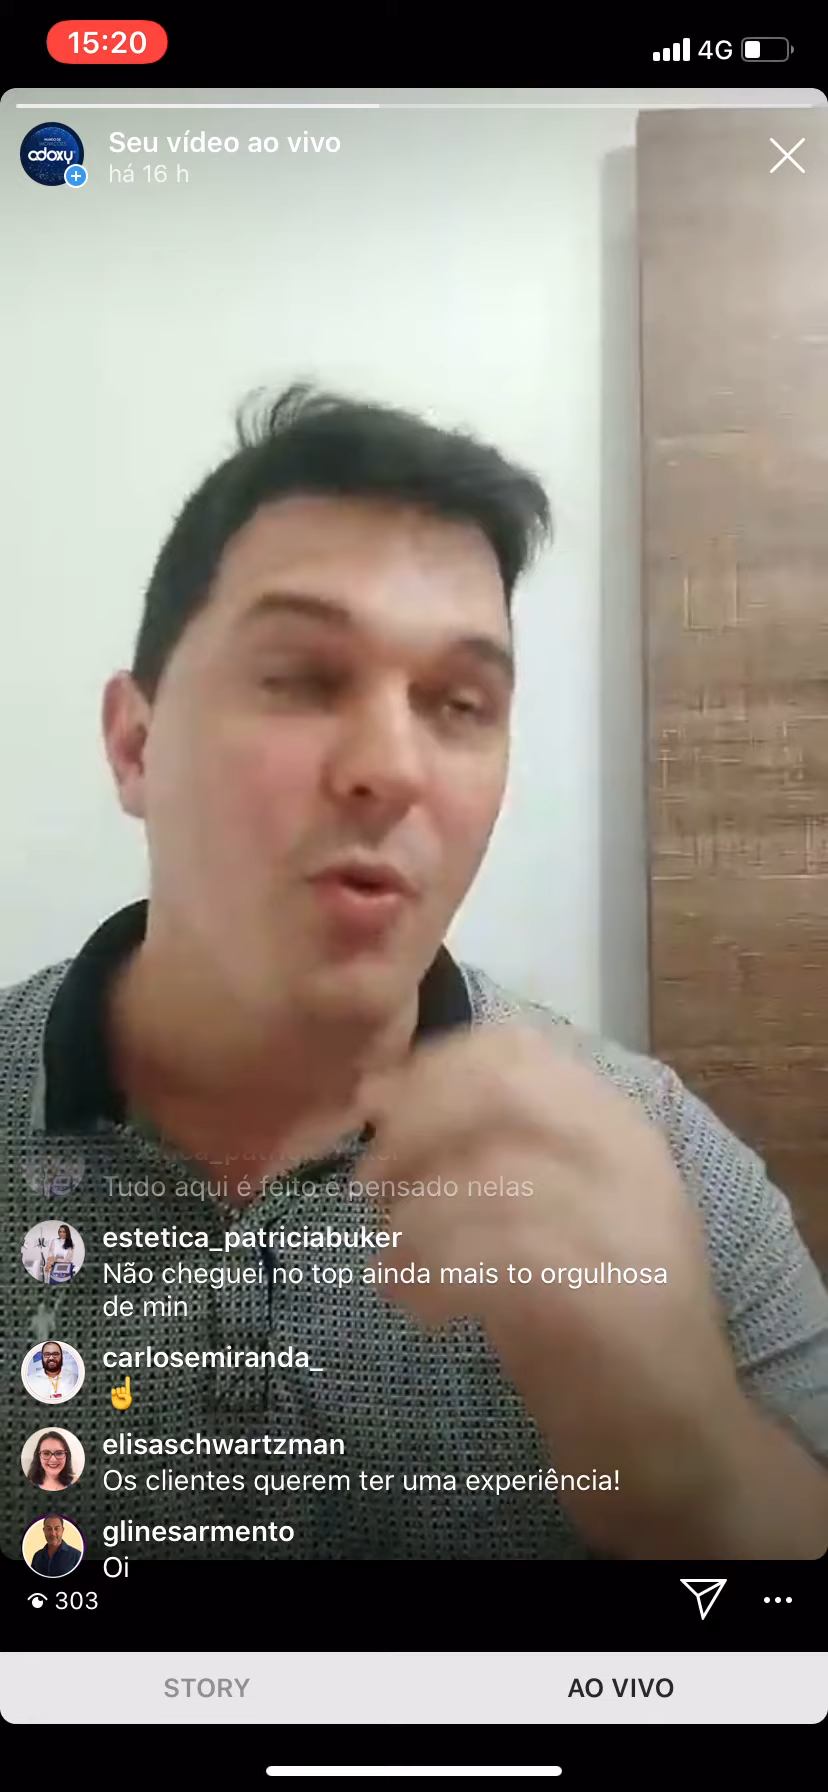 15:20
4G
adoxy
Seu vídeo ao vivo
há 16 h
Tudo aqui é feito e pensado nelas
estetica_patriciabuker
Não cheguei no top ainda mais to orgulhosa
de min
carlosemiranda_
☝
elisaschwartzman
Os clientes querem ter uma experiência!
glinesarmento
Oi
303
STORY
AO VIVO